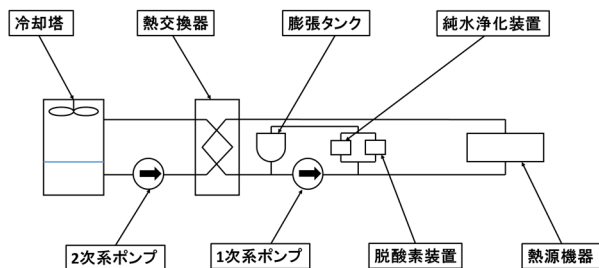 冷却塔
熱交換器
膨張タンク
純水浄化装置
2次系ポンプ
1次系ポンプ
脱酸素装置
熱源機器